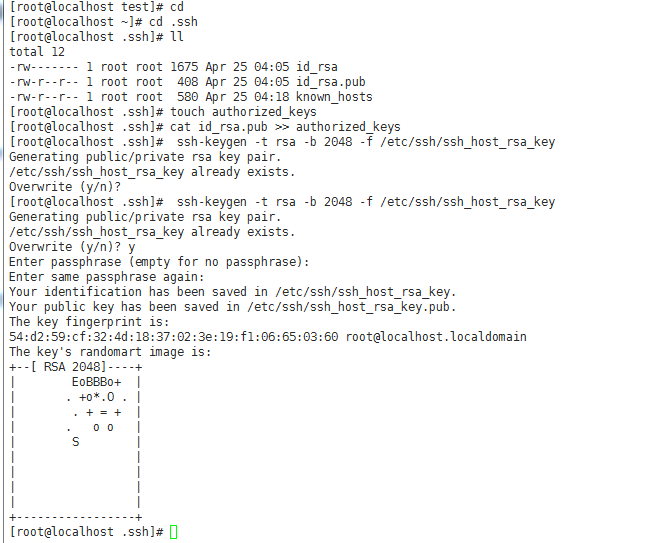 [root@localhost test]# cd
[root@localhost ~]# cd .ssh
[root@localhost .ssh]# ll
total 12
-rw------- 1 root root 1675 Apr 25 04:05 id_rsa
-rw-r--r-- 1 root root  408 Apr 25 04:05 id_rsa.pub
-rw-r--r-- 1 root root  580 Apr 25 04:18 known_hosts
[root@localhost .ssh]# touch authorized_keys
[root@localhost .ssh]# cat id_rsa.pub >> authorized_keys
[root@localhost .ssh]#  ssh-keygen -t rsa -b 2048 -f /etc/ssh/ssh_host_rsa_key
Generating public/private rsa key pair.
/etc/ssh/ssh_host_rsa_key already exists.
Overwrite (y/n)?
[root@localhost .ssh]#  ssh-keygen -t rsa -b 2048 -f /etc/ssh/ssh_host_rsa_key
Generating public/private rsa key pair.
/etc/ssh/ssh_host_rsa_key already exists.
Overwrite (y/n)? y
Enter passphrase (empty for no passphrase):
Enter same passphrase again:
Your identification has been saved in /etc/ssh/ssh_host_rsa_key.
Your public key has been saved in /etc/ssh/ssh_host_rsa_key.pub.
The key fingerprint is:
54:d2:59:cf:32:4d:18:37:02:3e:19:f1:06:65:03:60 root@localhost.localdomain
The key's randomart image is:
+--[ RSA 2048]----+
|        EoBBBo+  |
|       . +o*.O . |
|        . + = +  |
|       .   o o   |
|        S        |
|                 |
|                 |
|                 |
|                 |
+-----------------+
[root@localhost .ssh]#